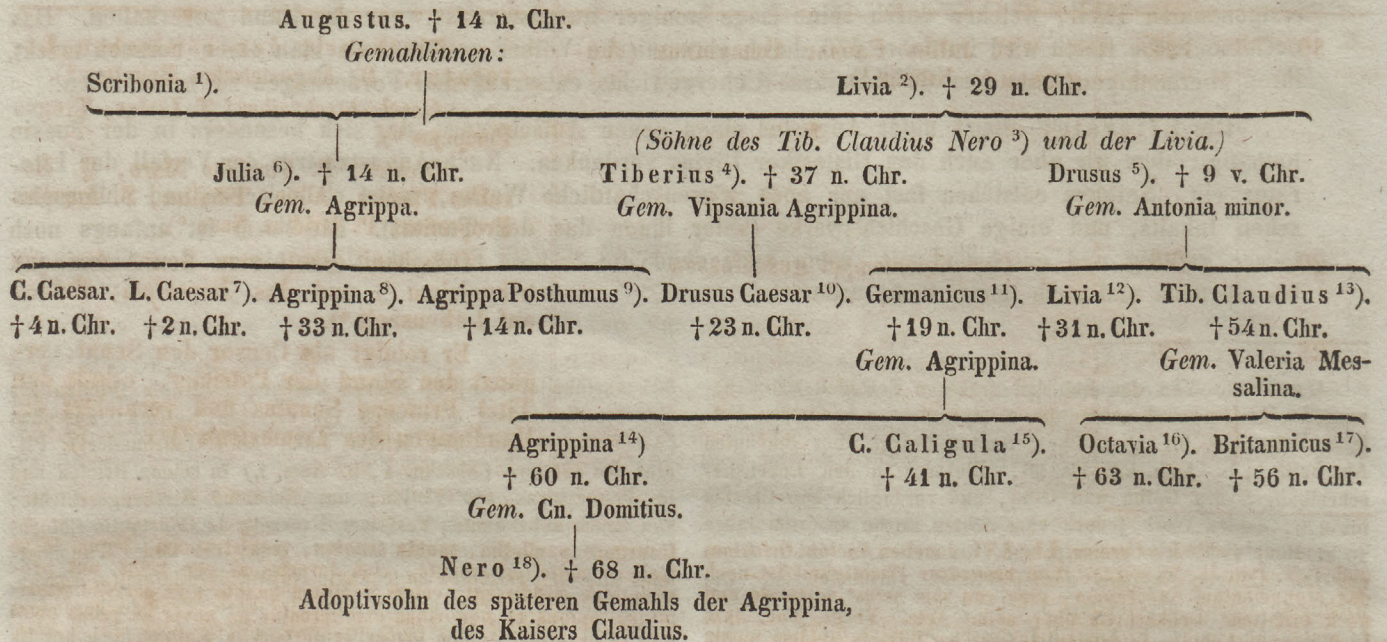 Augustus. † 14 n. Chr.
Gemahlinnen:
Scribonia ¹). Livia ²). † 29 n. Chr.
(Söhne des Tib. Claudius Nero ³) und der Livia.)
Julia ⁶). † 14 n. Chr. Tiberius ⁴). † 37 n. Chr. Drusus ⁵). † 9 v. Chr.
Gem. Agrippa. Gem. Vipsania Agrippina. Gem. Antonia minor.
C. Caesar. L. Caesar ⁷). Agrippina ⁸). Agrippa Posthumus ⁹). Drusus Caesar ¹⁰). Germanicus ¹¹). Livia ¹²). Tib. Claudius ¹³).
† 4 n. Chr. † 2 n. Chr. † 33 n. Chr. † 14 n. Chr. † 23 n. Chr. † 19 n. Chr. † 31 n. Chr. † 54 n. Chr.
Gem. Agrippina. Gem. Valeria Mes-
salina.
Agrippina ¹⁴) C. Caligula ¹⁵). Octavia ¹⁶). Britannicus ¹⁷).
† 60 n. Chr. † 41 n. Chr. † 63 n. Chr. † 56 n. Chr.
Gem. Cn. Domitius.
Nero ¹⁸). † 68 n. Chr.
Adoptivsohn des späteren Gemahls der Agrippina,
des Kaisers Claudius.